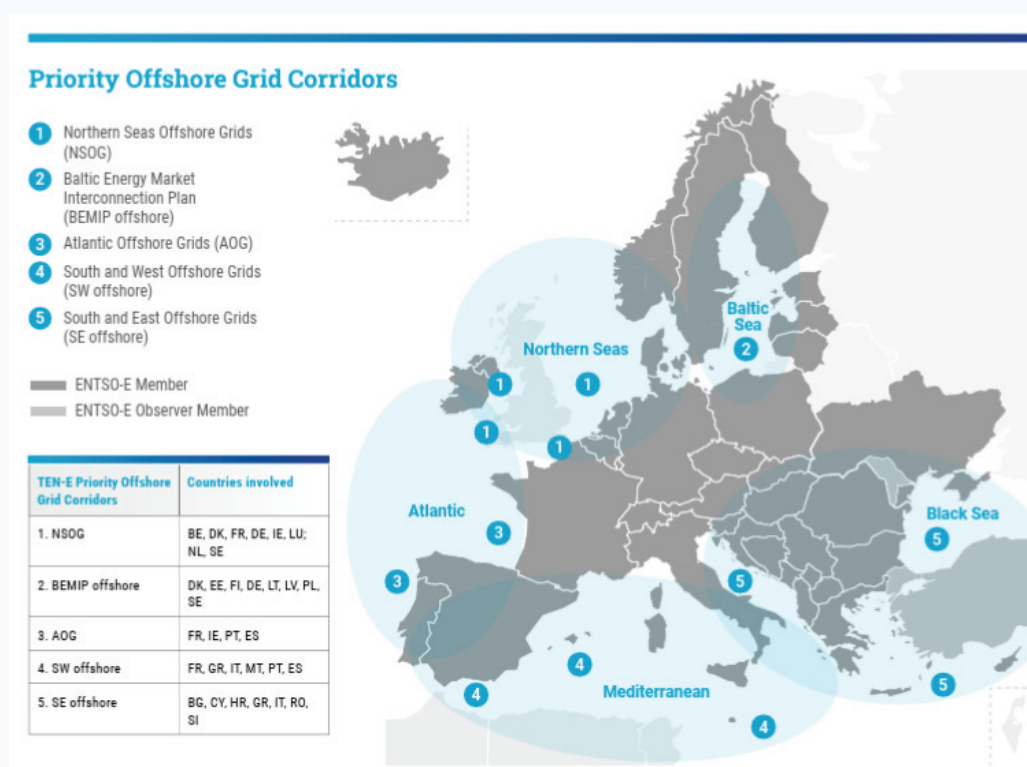 Priority Offshore Grid Corridors
1 Northern Seas Offshore Grids
(NSOG)
2 Baltic Energy Market
Interconnection Plan
(BEMIP offshore)
3 Atlantic Offshore Grids (AOG)
4 South and West Offshore Grids
(SW offshore)
5 South and East Offshore Grids
(SE offshore)
ENTSO-E Member
ENTSO-E Observer Member
TEN-E Priority Offshore
Grid Corridors
Countries involved
1. NSOG
BE, DK, FR, DE, IE, LU;
NL, SE
2. BEMIP offshore
DK, EE, FI, DE, LT, LV, PL,
SE
3. AOG
FR, IE, PT, ES
4. SW offshore
FR, GR, IT, MT, PT, ES
5. SE offshore
BG, CY, HR, GR, IT, RO,
SI
Baltic
Sea
2
Northern Seas
1
1
1
1
Atlantic
3
3
Black Sea
5
5
5
Mediterranean
4
4
4